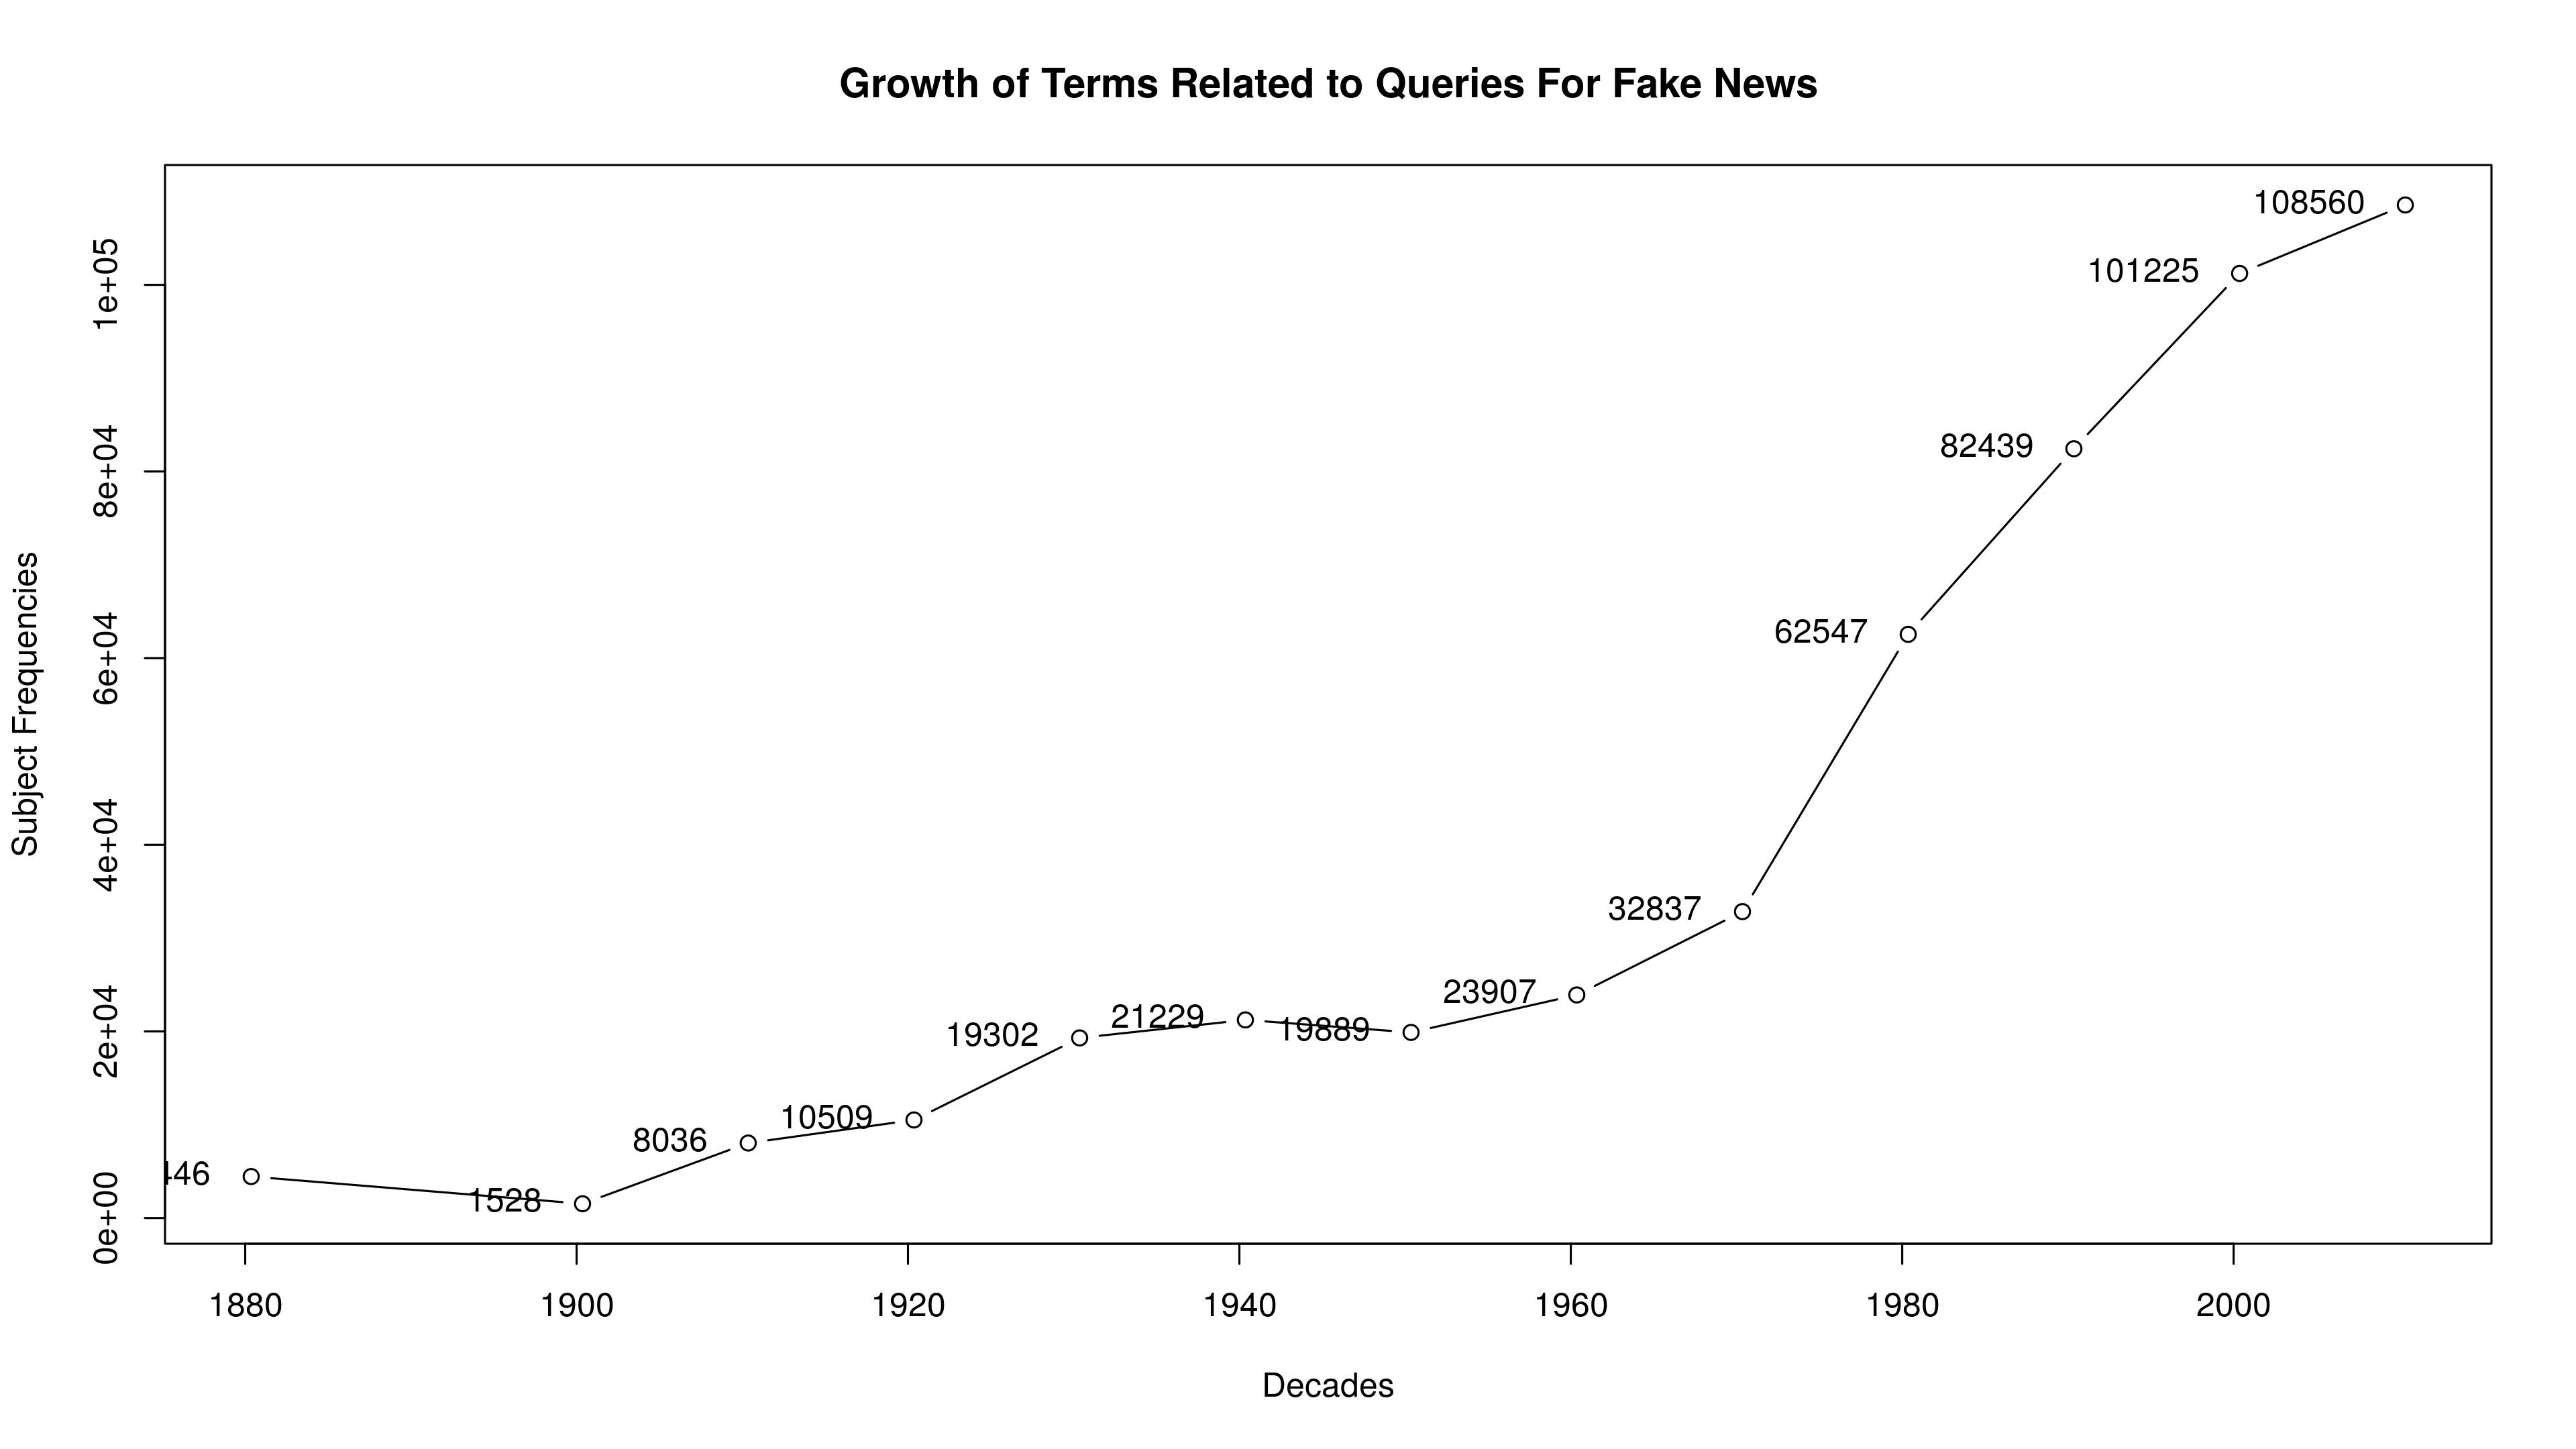 Growth of Terms Related to Queries For Fake News
Subject Frequencies
1e+05
8e+04
6e+04
4e+04
2e+04
0e+00
108560
101225
82439
62547
32837
23907
19889
21229
19302
10509
8036
1528
1880
1900
1920
1940
1960
1980
2000
Decades